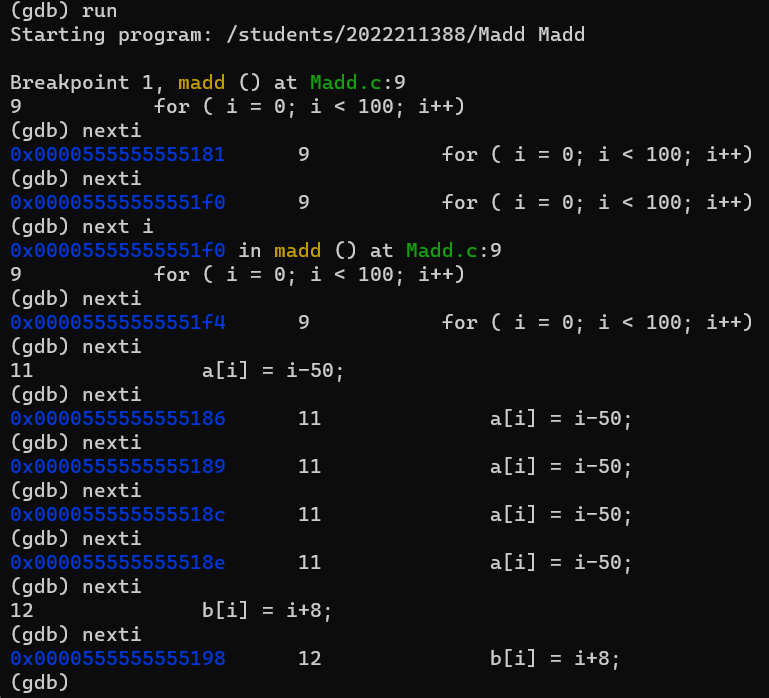 (gdb) run
Starting program: /students/2022211388/Madd Madd

Breakpoint 1, madd () at Madd.c:9
9           for ( i = 0; i < 100; i++)
(gdb) nexti
0x0000555555555181      9           for ( i = 0; i < 100; i++)
(gdb) nexti
0x00005555555551f0      9           for ( i = 0; i < 100; i++)
(gdb) next i
0x00005555555551f0 in madd () at Madd.c:9
9           for ( i = 0; i < 100; i++)
(gdb) nexti
0x00005555555551f4      9           for ( i = 0; i < 100; i++)
(gdb) nexti
11              a[i] = i-50;
(gdb) nexti
0x0000555555555186      11              a[i] = i-50;
(gdb) nexti
0x0000555555555189      11              a[i] = i-50;
(gdb) nexti
0x000055555555518c      11              a[i] = i-50;
(gdb) nexti
0x000055555555518e      11              a[i] = i-50;
(gdb) nexti
12              b[i] = i+8;
(gdb) nexti
0x0000555555555198      12              b[i] = i+8;
(gdb)